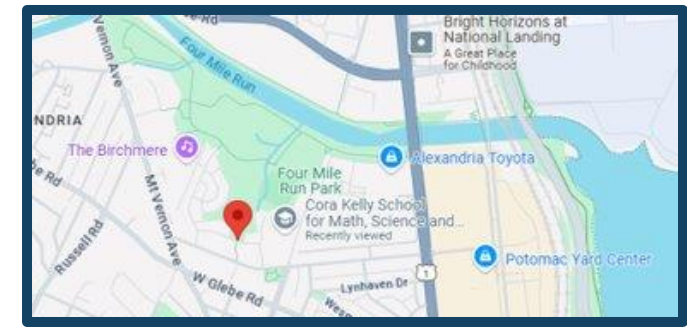 Vernon Ave
Four Mile Run
Bright Horizons at
National Landing
A Great Place
for Childhood
NDRIA
The Birchmere
Alexandria Toyota
Four Mile
Run Park
Cora Kelly School
for Math, Science and...
Recently viewed
Mt Vernon Ave
Russell Rd
W Glebe Rd
Lynhaven Dr
1
Potomac Yard Center